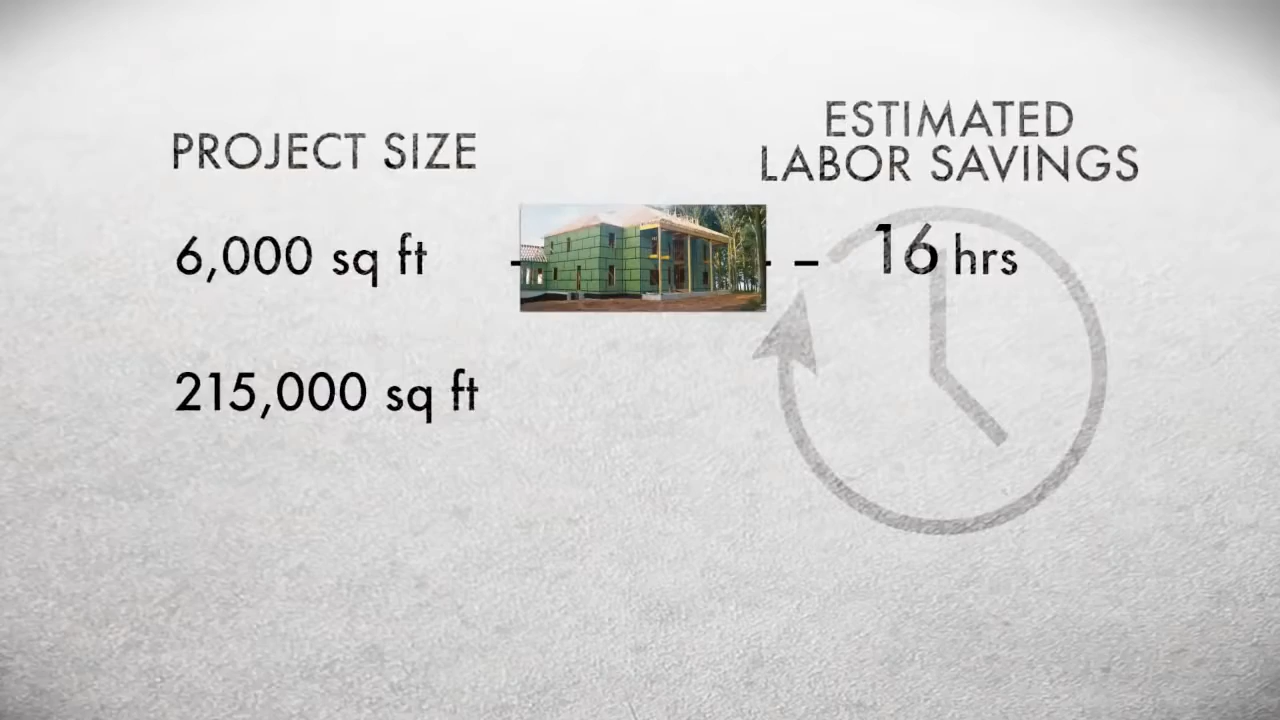 PROJECT SIZE
ESTIMATED
LABOR SAVINGS
6,000 sq ft
16 hrs
215,000 sq ft